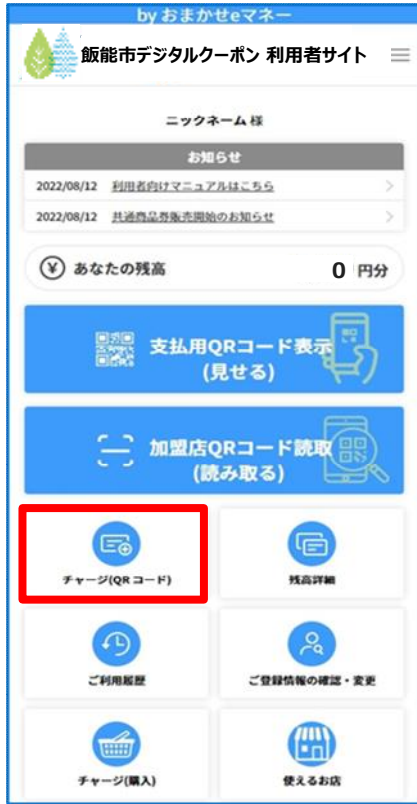 by おまかせeマネー
飯能市デジタルクーポン 利用者サイト
ニックネーム 様
お知らせ
2022/08/12 利用者向けマニュアルはこちら
2022/08/12 共通商品券販売開始のお知らせ
あなたの残高 0 円分
支払用QRコード表示
(見せる)
加盟店QRコード読取
(読み取る)
チャージ(QR コード)
残高詳細
ご利用履歴
ご登録情報の確認・変更
チャージ(購入)
使えるお店